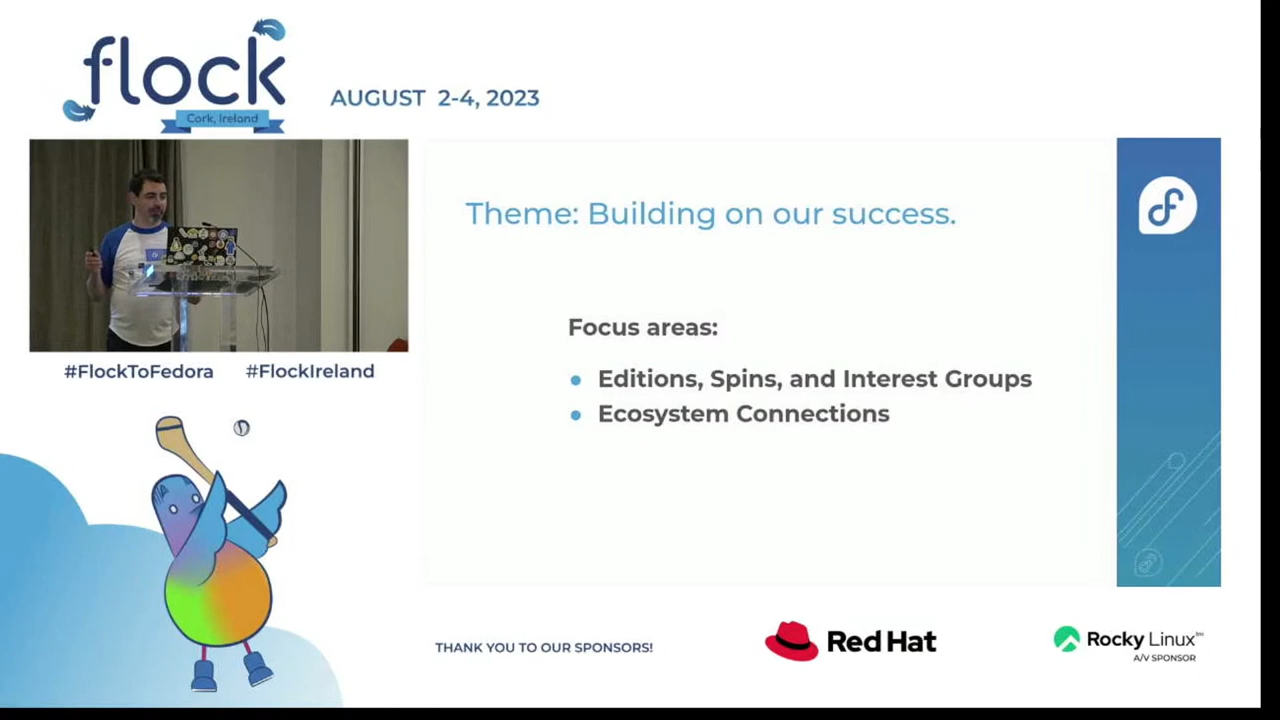 flock
Cork, Ireland
AUGUST 2-4, 2023
Theme: Building on our success.
Focus areas:
Editions, Spins, and Interest Groups
Ecosystem Connections
#FlockToFedora #FlockIreland
THANK YOU TO OUR SPONSORS!
Red Hat
Rocky Linux™
A/V SPONSOR